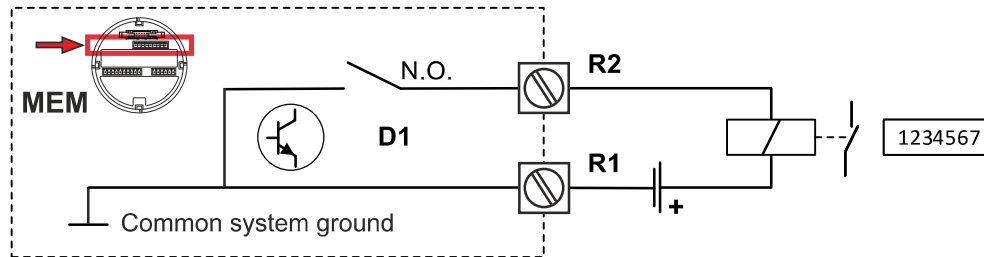 R2
N.O.
MEM
D1
1234567
R1
+
Common system ground